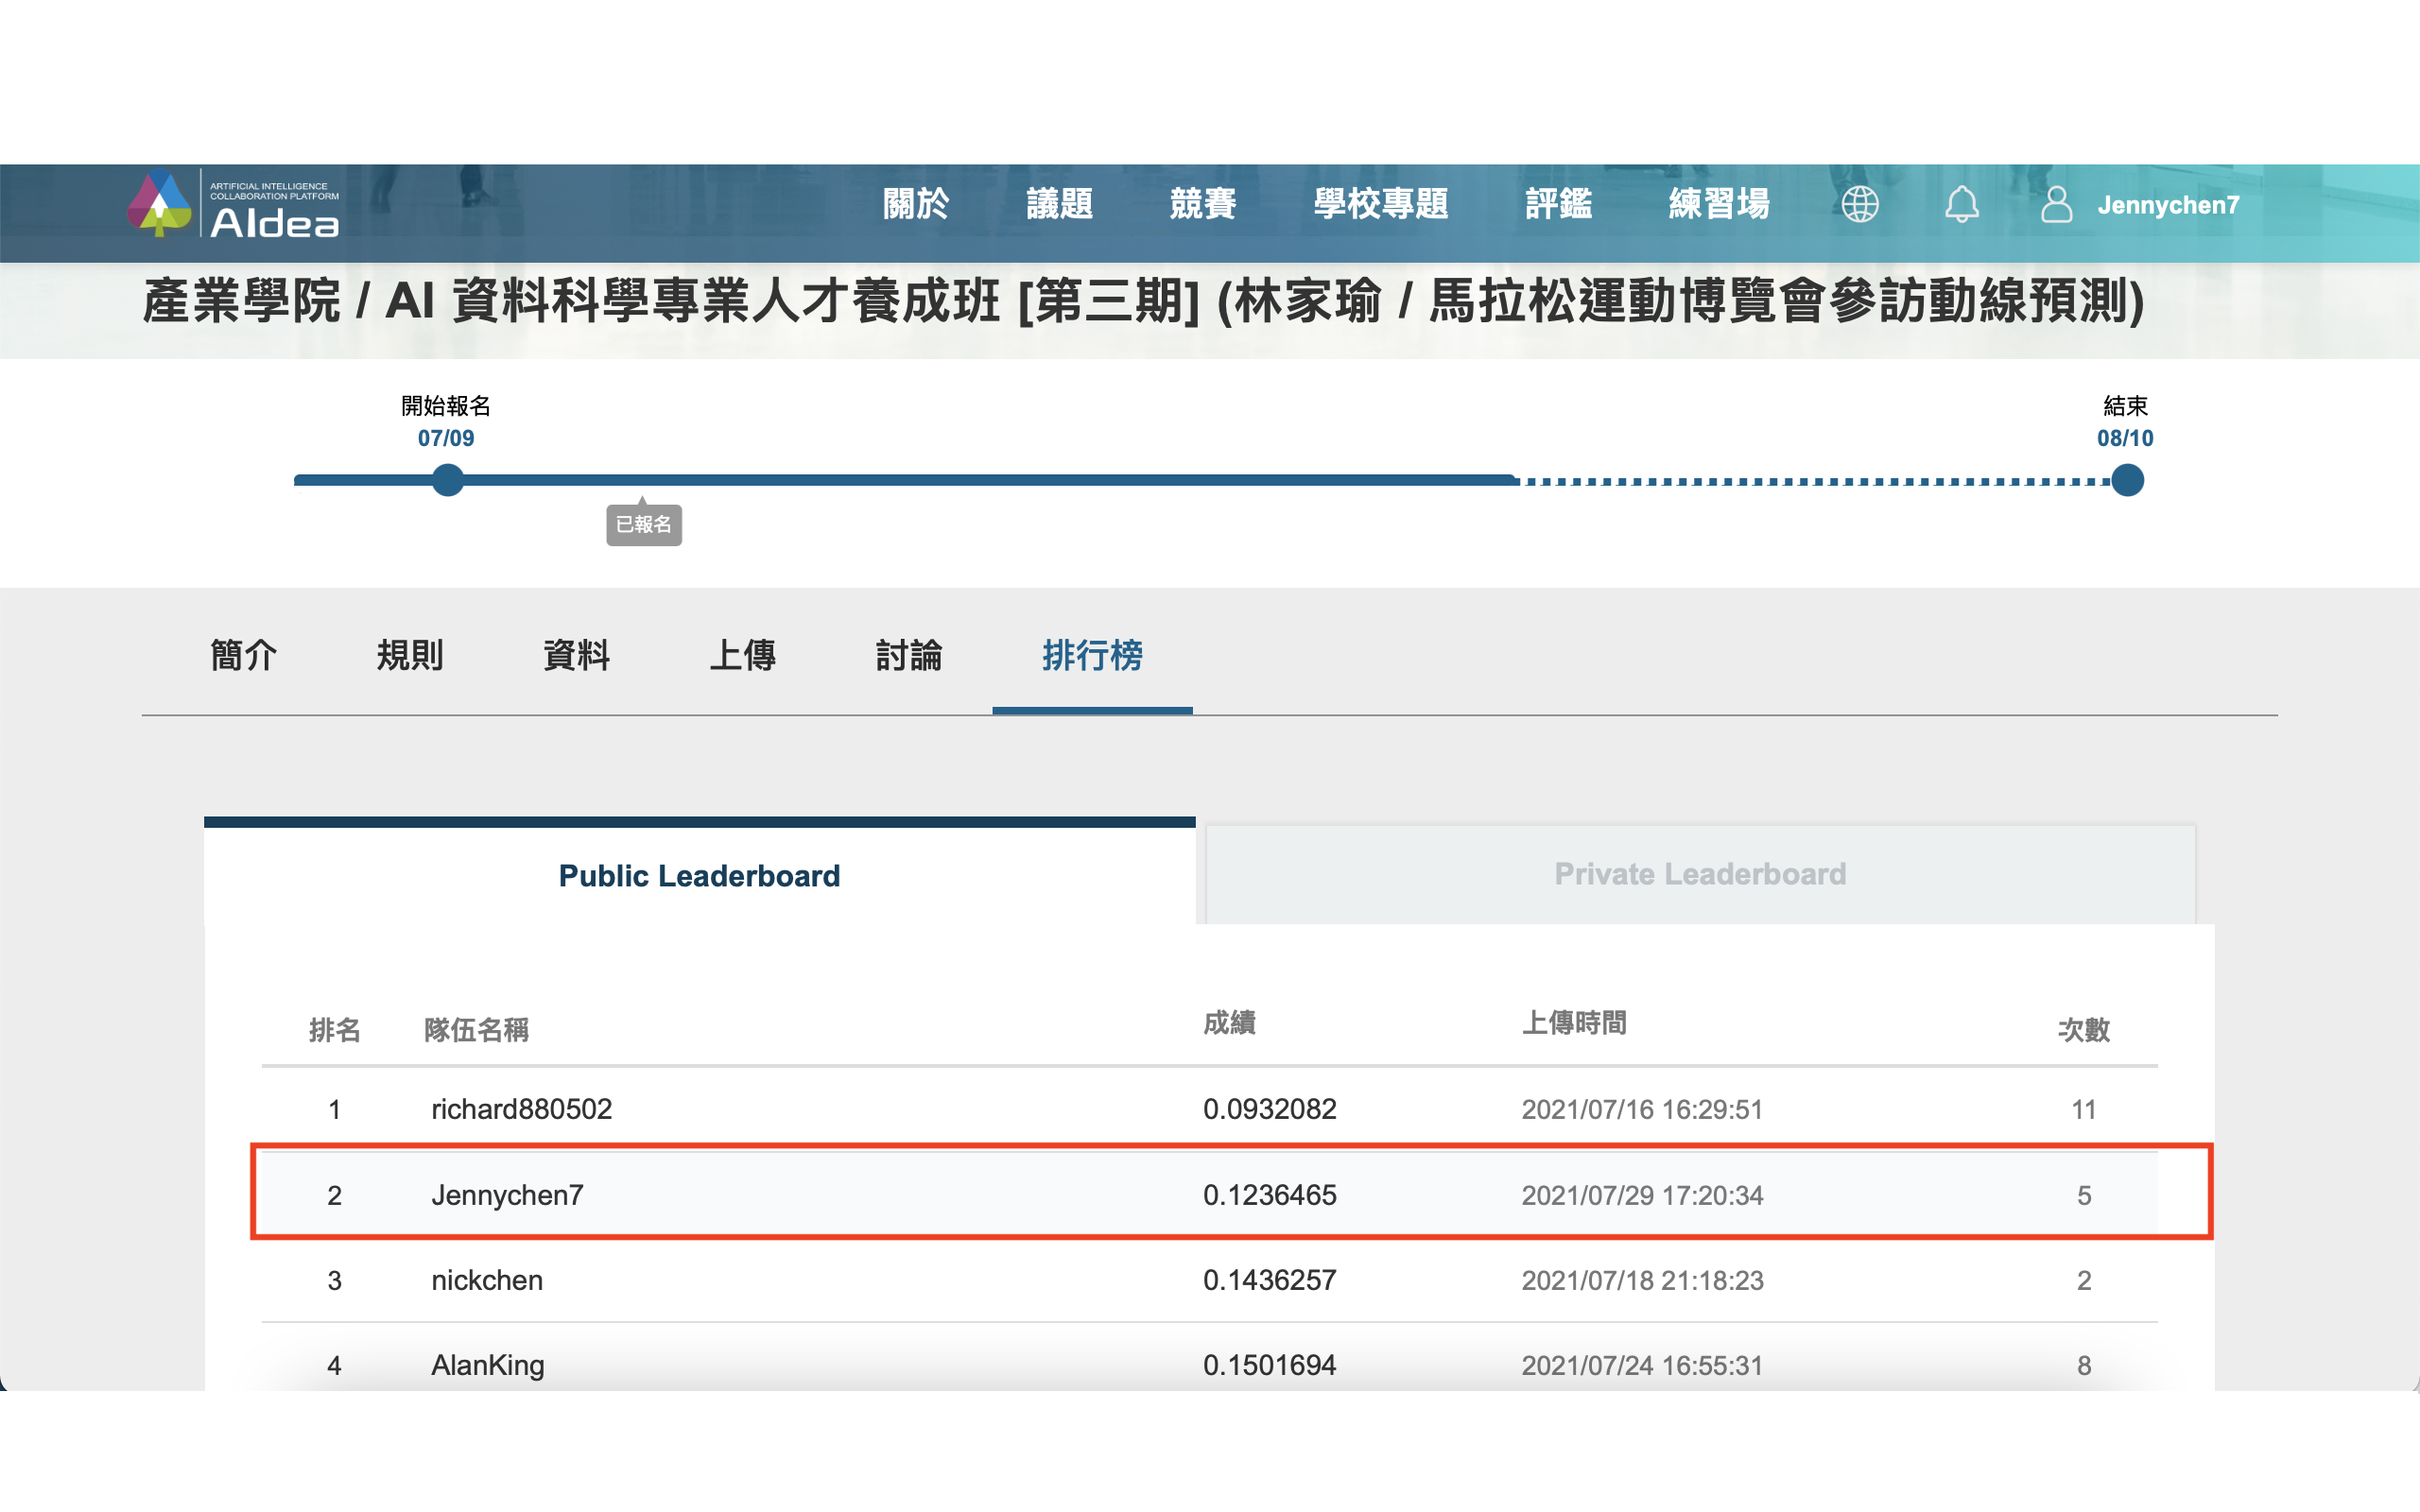 ARTIFICIAL INTELLIGENCE
COLLABORATION PLATFORM
AIdea
關於 議題 競賽 學校專題 評鑑 練習場 Jennychen7
產業學院 / AI 資料科學專業人才養成班 [第三期] (林家瑜 / 馬拉松運動博覽會參訪動線預測)
開始報名 結束
07/09 08/10
已報名
簡介 規則 資料 上傳 討論 排行榜
Public Leaderboard Private Leaderboard
排名 隊伍名稱 成績 上傳時間 次數
1 richard880502 0.0932082 2021/07/16 16:29:51 11
2 Jennychen7 0.1236465 2021/07/29 17:20:34 5
3 nickchen 0.1436257 2021/07/18 21:18:23 2
4 AlanKing 0.1501694 2021/07/24 16:55:31 8